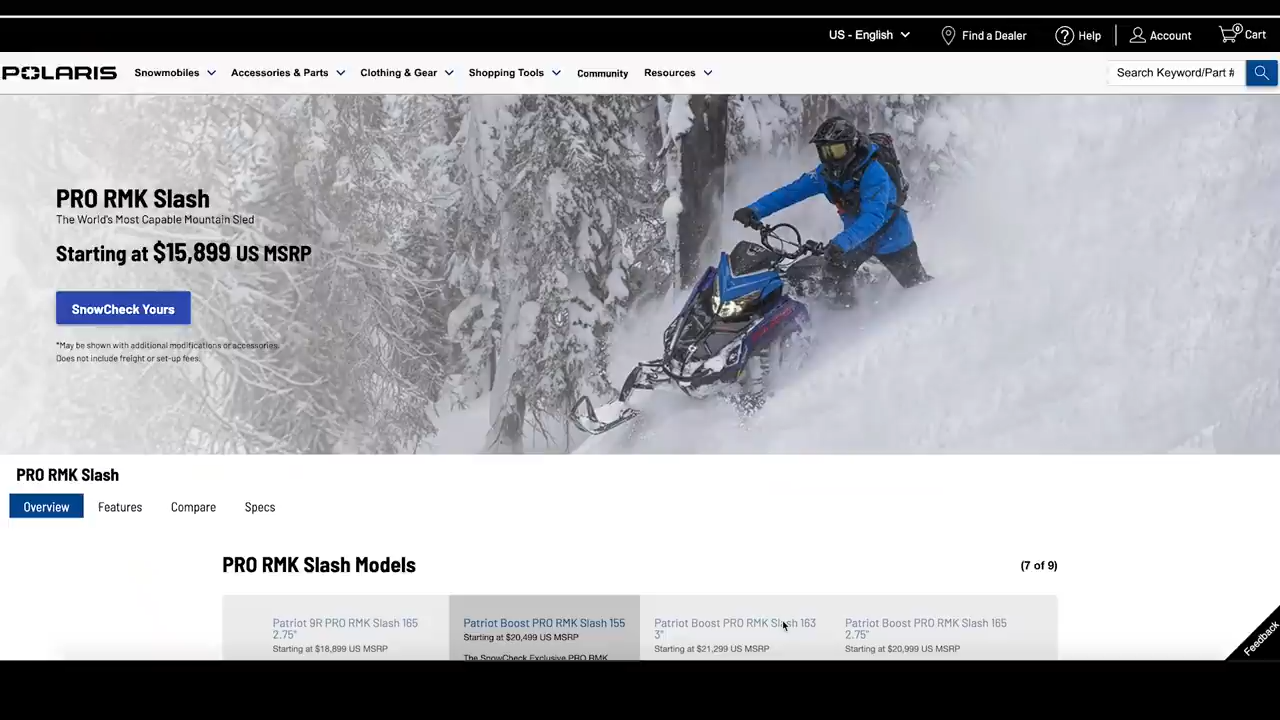 US - English
Find a Dealer
Help
Account
0
Cart
POLARIS
Snowmobiles
Accessories & Parts
Clothing & Gear
Shopping Tools
Community
Resources
Search Keyword/Part #
PRO RMK Slash
The World's Most Capable Mountain Sled
Starting at $15,899 US MSRP
SnowCheck Yours
*May be shown with additional modifications or accessories.
Does not include freight or set-up fees.
PRO RMK Slash
Overview
Features
Compare
Specs
PRO RMK Slash Models
(7 of 9)
Patriot 9R PRO RMK Slash 165
2.75"
Starting at $18,899 US MSRP
Patriot Boost PRO RMK Slash 155
Starting at $20,499 US MSRP
The SnowCheck Exclusive PRO RMK
Patriot Boost PRO RMK Slash 163
3"
Starting at $21,299 US MSRP
Patriot Boost PRO RMK Slash 165
2.75"
Starting at $20,999 US MSRP
Feedback